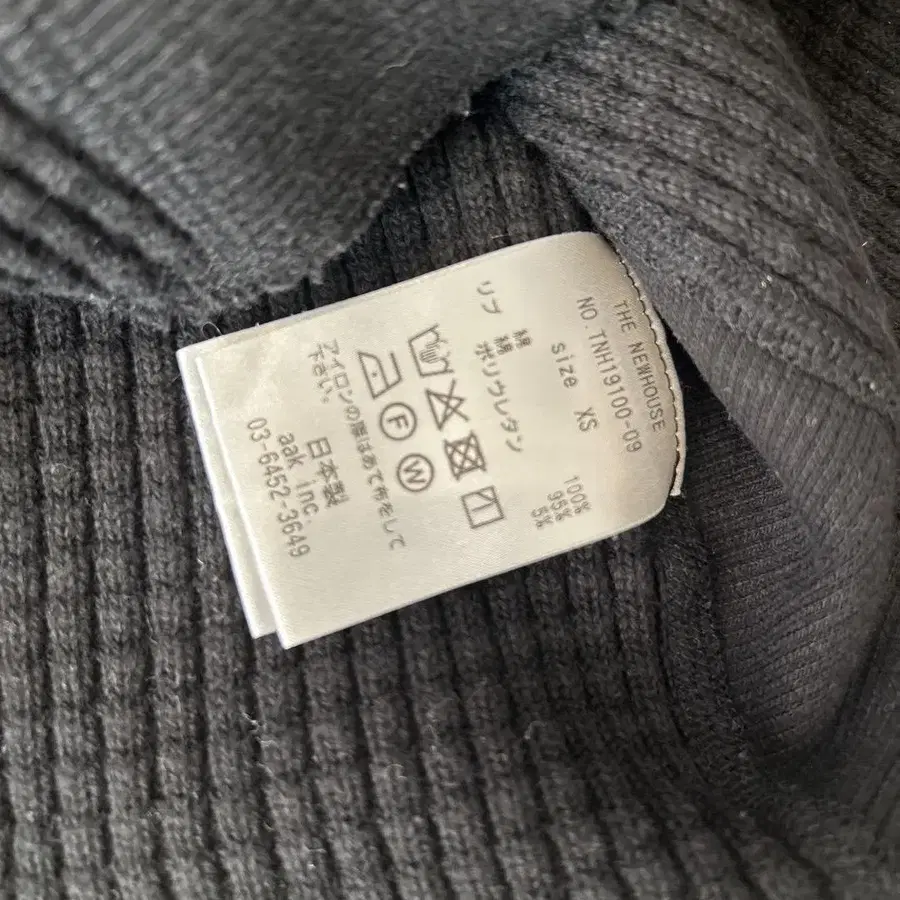 THE NEWHOUSE
NO.TNH19100-09
size XS
綿 100%
リブ 綿 95%
ポリウレタン 5%
F W
アイロンの際はあて布をして
下さい。
日本製
aak inc.
03-6452-3649